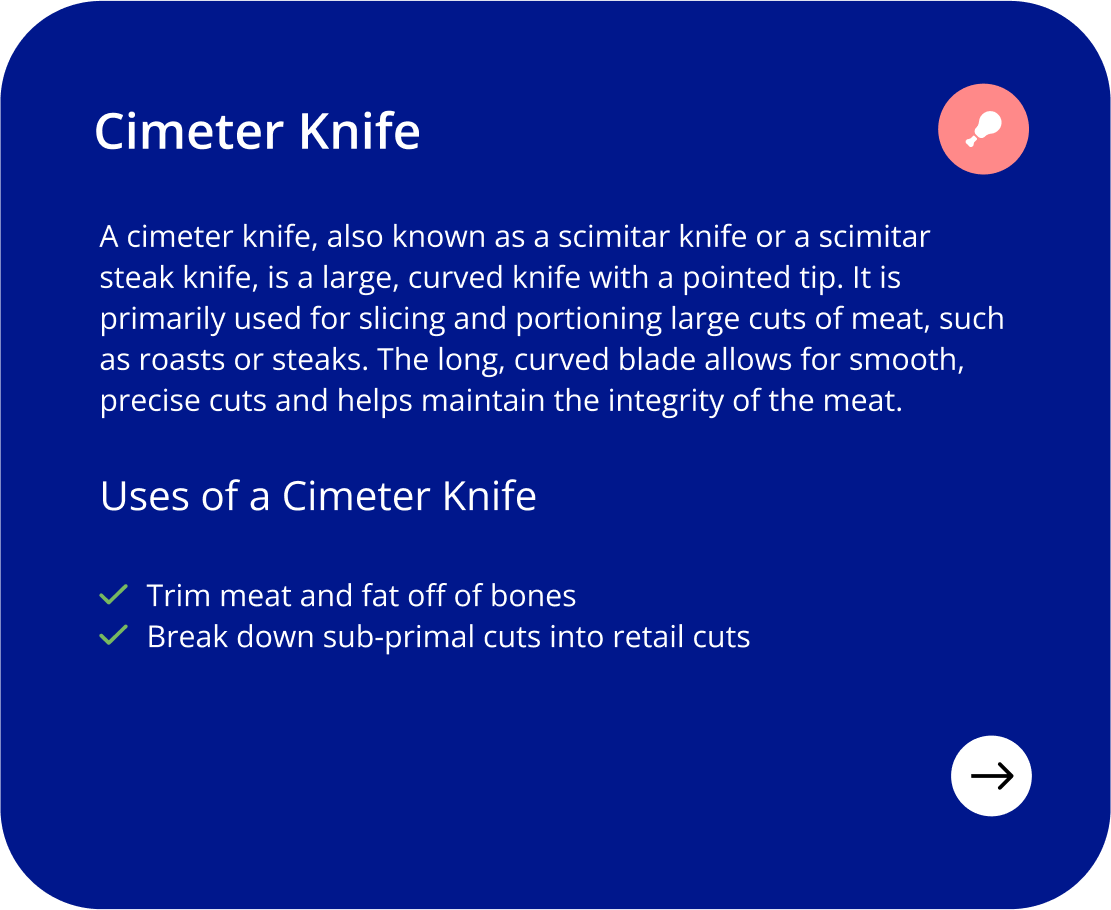 Cimeter Knife
A cimeter knife, also known as a scimitar knife or a scimitar
steak knife, is a large, curved knife with a pointed tip. It is
primarily used for slicing and portioning large cuts of meat, such
as roasts or steaks. The long, curved blade allows for smooth,
precise cuts and helps maintain the integrity of the meat.
Uses of a Cimeter Knife
Trim meat and fat off of bones
Break down sub-primal cuts into retail cuts